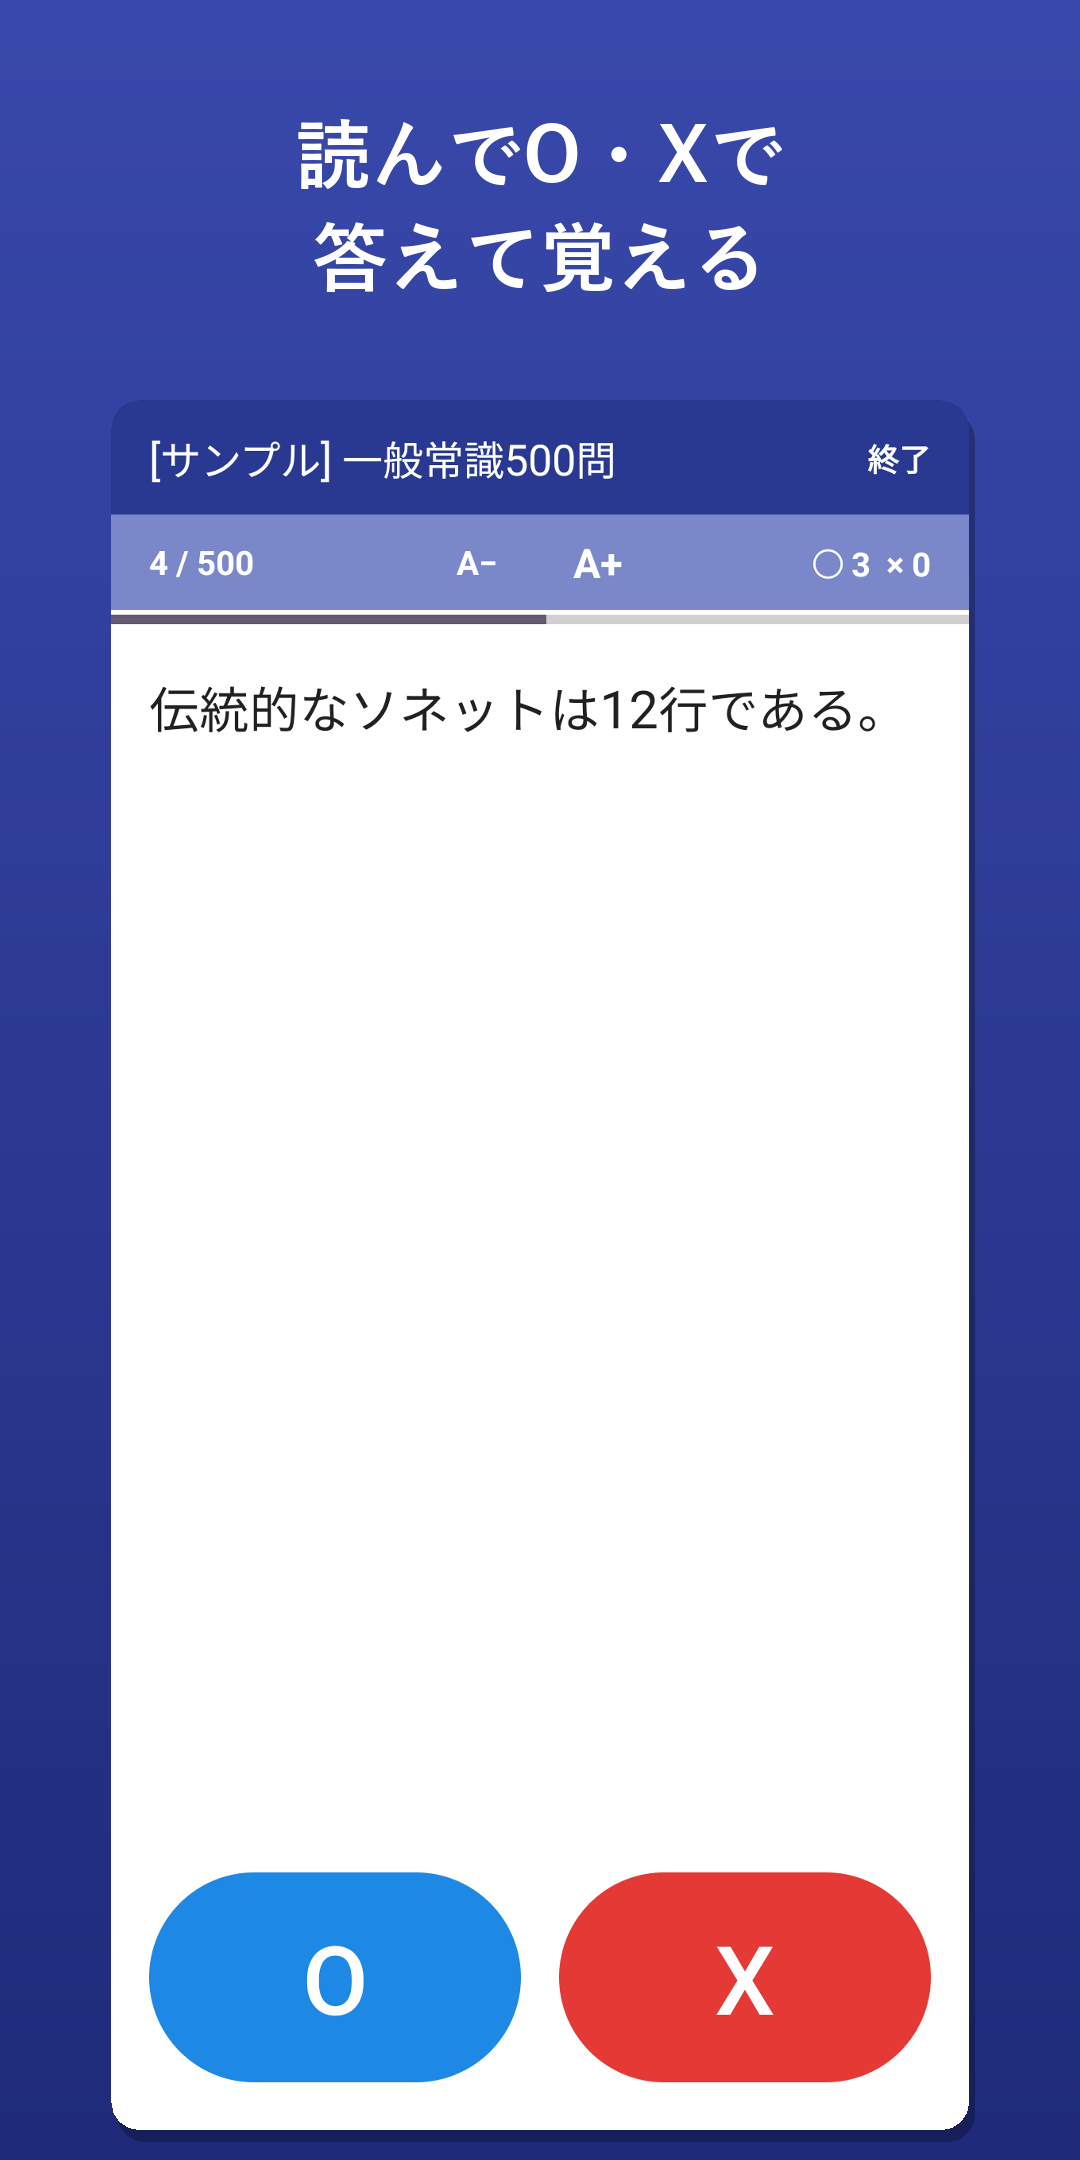 読んでO・Xで
答えて覚える
[サンプル] 一般常識500問
終了
4 / 500
A−
A+
○ 3 × 0
伝統的なソネットは12行である。
O
X